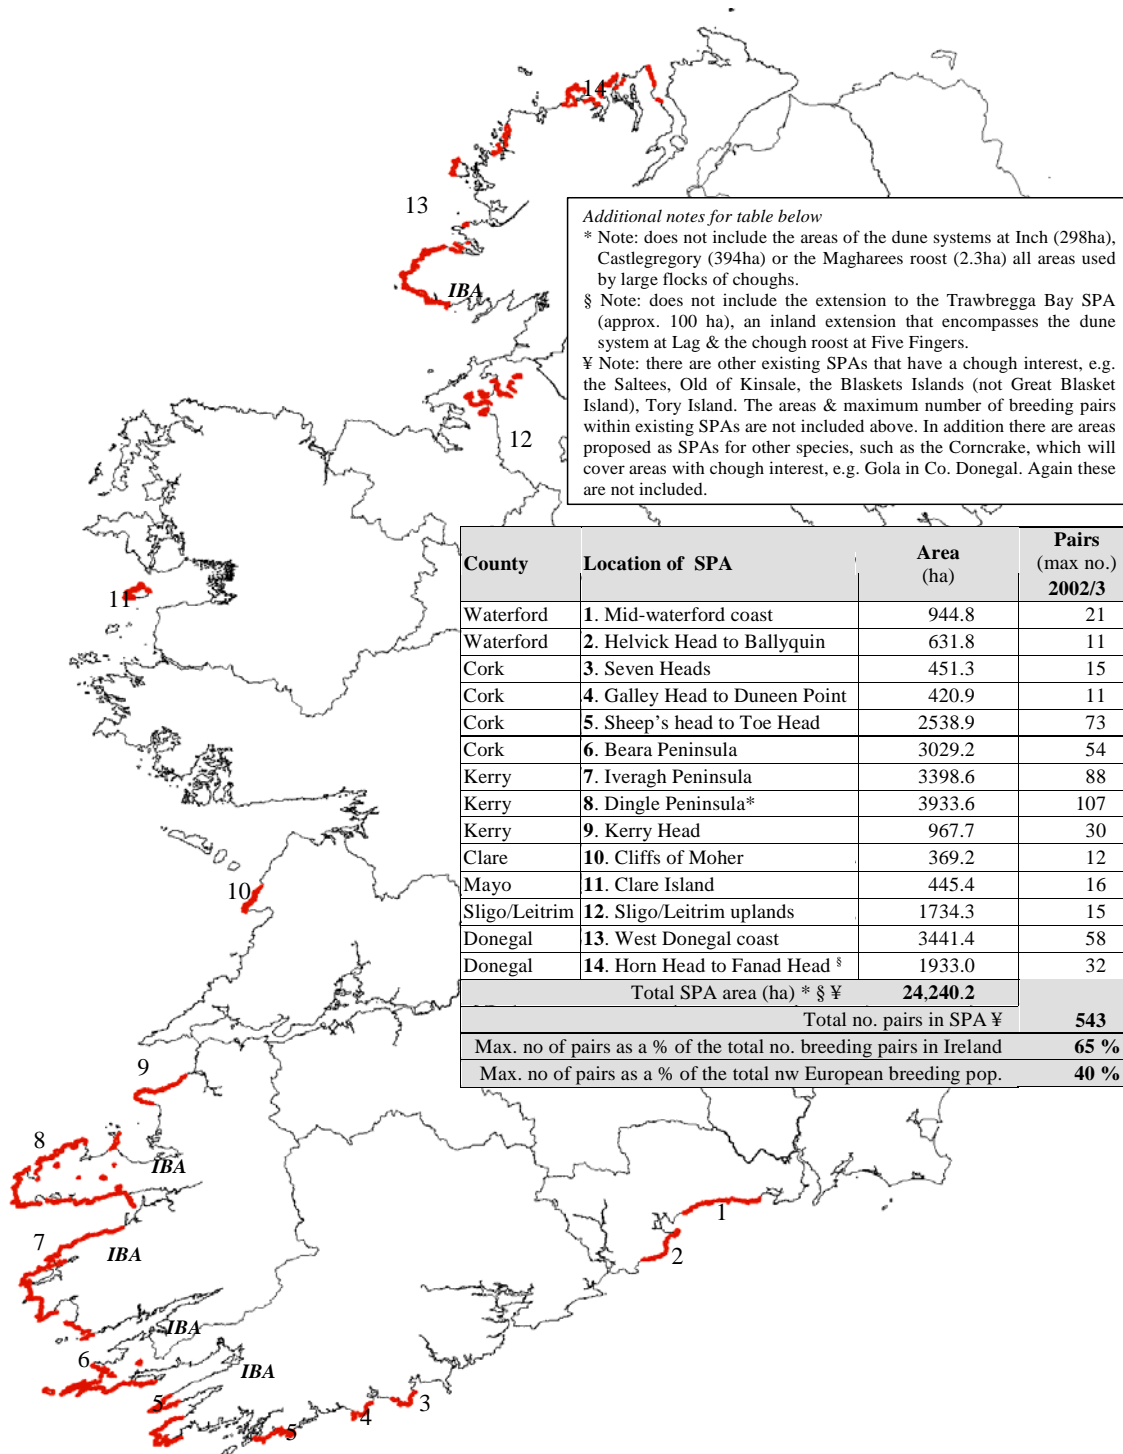 14
13
IBA
Additional notes for table below
* Note: does not include the areas of the dune systems at Inch (298ha),
Castlegregory (394ha) or the Magharees roost (2.3ha) all areas used
by large flocks of choughs.
§ Note: does not include the extension to the Trawbregga Bay SPA
(approx. 100 ha), an inland extension that encompasses the dune
system at Lag & the chough roost at Five Fingers.
¥ Note: there are other existing SPAs that have a chough interest, e.g.
the Saltees, Old of Kinsale, the Blaskets Islands (not Great Blasket
Island), Tory Island. The areas & maximum number of breeding pairs
within existing SPAs are not included above. In addition there are areas
proposed as SPAs for other species, such as the Corncrake, which will
cover areas with chough interest, e.g. Gola in Co. Donegal. Again these
are not included.
12
11
10
County Location of SPA Area (ha) Pairs (max no.) 2002/3
Waterford 1. Mid-waterford coast 944.8 21
Waterford 2. Helvick Head to Ballyquin 631.8 11
Cork 3. Seven Heads 451.3 15
Cork 4. Galley Head to Duneen Point 420.9 11
Cork 5. Sheep's head to Toe Head 2538.9 73
Cork 6. Beara Peninsula 3029.2 54
Kerry 7. Iveragh Peninsula 3398.6 88
Kerry 8. Dingle Peninsula* 3933.6 107
Kerry 9. Kerry Head 967.7 30
Clare 10. Cliffs of Moher 369.2 12
Mayo 11. Clare Island 445.4 16
Sligo/Leitrim 12. Sligo/Leitrim uplands 1734.3 15
Donegal 13. West Donegal coast 3441.4 58
Donegal 14. Horn Head to Fanad Head § 1933.0 32
Total SPA area (ha) * § ¥ 24,240.2
Total no. pairs in SPA ¥ 543
Max. no of pairs as a % of the total no. breeding pairs in Ireland 65 %
Max. no of pairs as a % of the total nw European breeding pop. 40 %
9
8
IBA
1
7
IBA
2
IBA
6
IBA
5
4
3
5